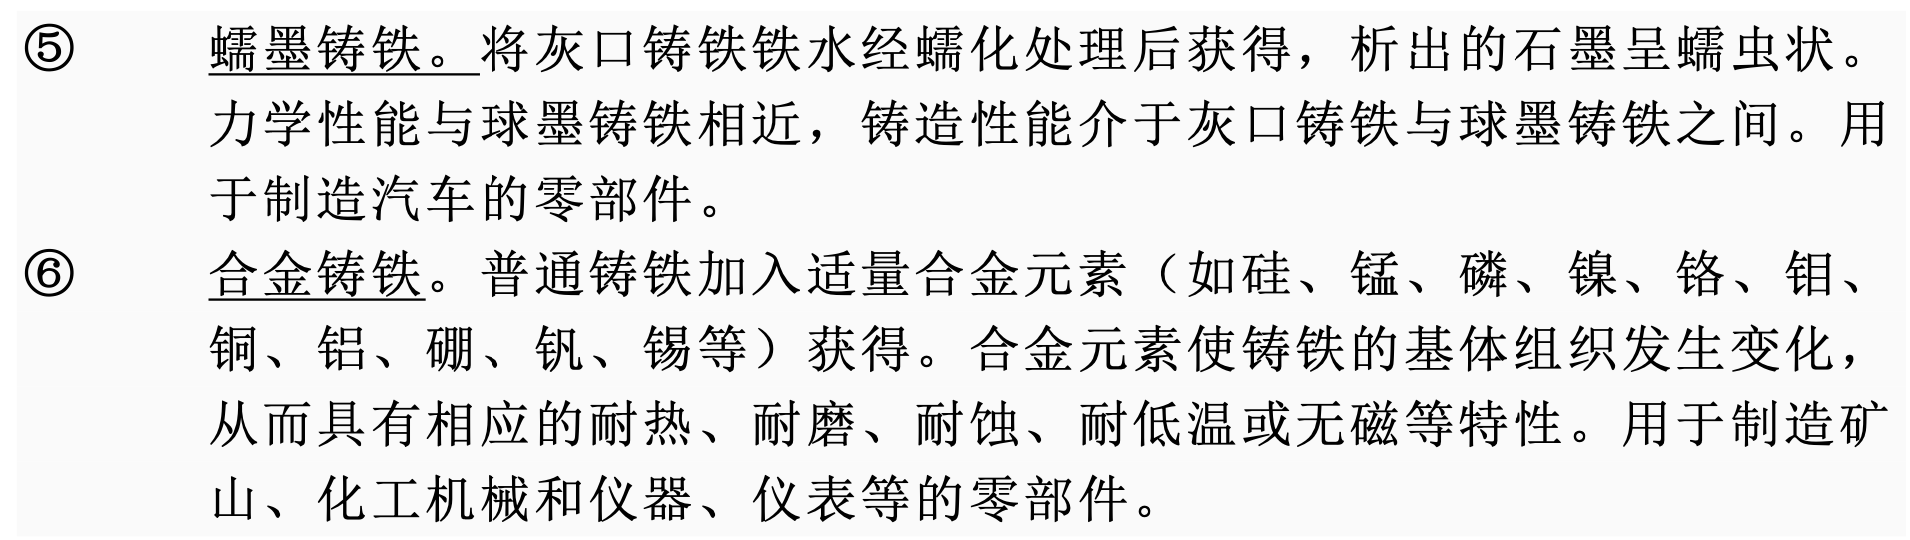 ⑤ 蠕墨铸铁。将灰口铸铁铁水经蠕化处理后获得，析出的石墨呈蠕虫状。
力学性能与球墨铸铁相近，铸造性能介于灰口铸铁与球墨铸铁之间。用
于制造汽车的零部件。
⑥ 合金铸铁。普通铸铁加入适量合金元素（如硅、锰、磷、镍、铬、钼、
铜、铝、硼、钒、锡等）获得。合金元素使铸铁的基体组织发生变化，
从而具有相应的耐热、耐磨、耐蚀、耐低温或无磁等特性。用于制造矿
山、化工机械和仪器、仪表等的零部件。